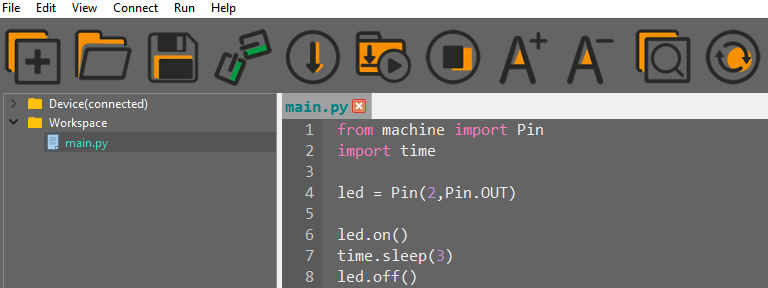 File Edit View Connect Run Help
A+ A-
Device(connected)
Workspace
main.py
main.py
1 from machine import Pin
2 import time
3
4 led = Pin(2,Pin.OUT)
5
6 led.on()
7 time.sleep(3)
8 led.off()